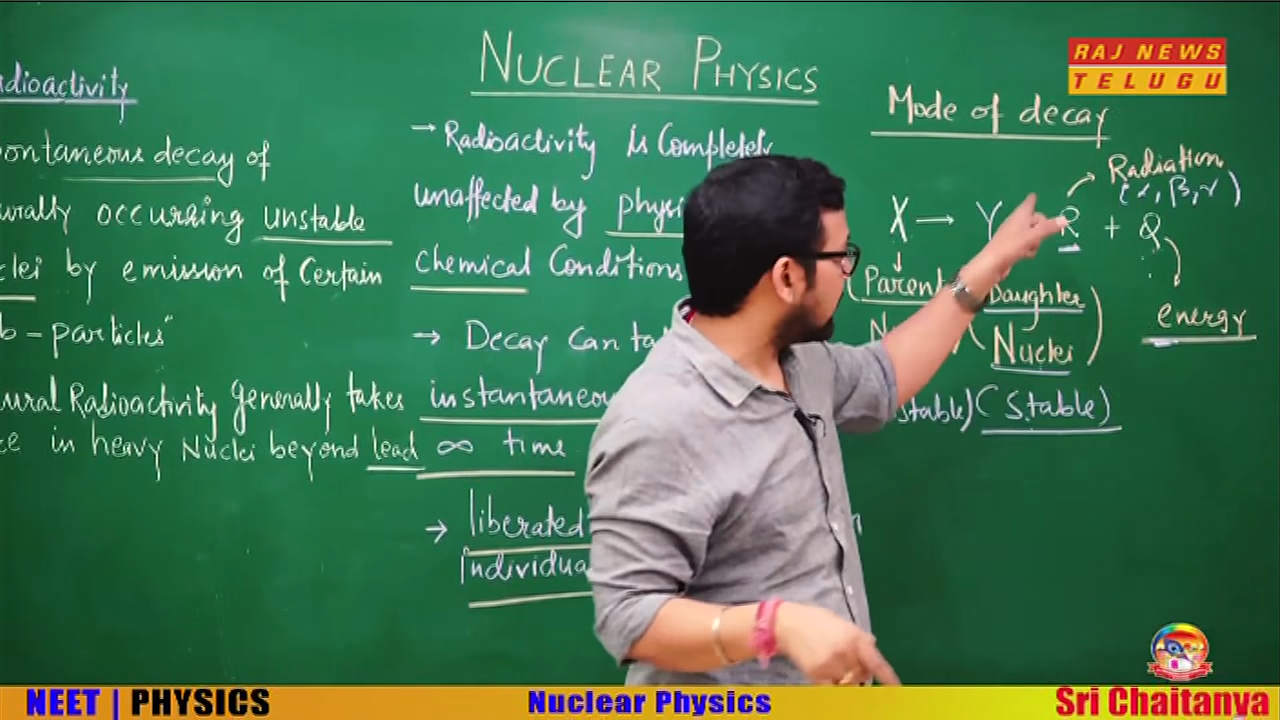 NUCLEAR PHYSICS
RAJ NEWS
TELUGU
adioactivity
pontaneous decay of
urally occurring unstable
clei by emission of Certain
b - particles"
ural Radioactivity generally takes
ce in heavy Nuclei beyond lead
→ Radioactivity is Completely
unaffected by physi
chemical Conditions
→ Decay Can ta
instantaneou
∞ time
→ liberated
Individua
Mode of decay
Radiation
(α, β, γ)
X → Y R + Q
(Parent Daughter
N (Nuclei)
energy
stable) (Stable)
NEET | PHYSICS
Nuclear Physics
Sri Chaitanya